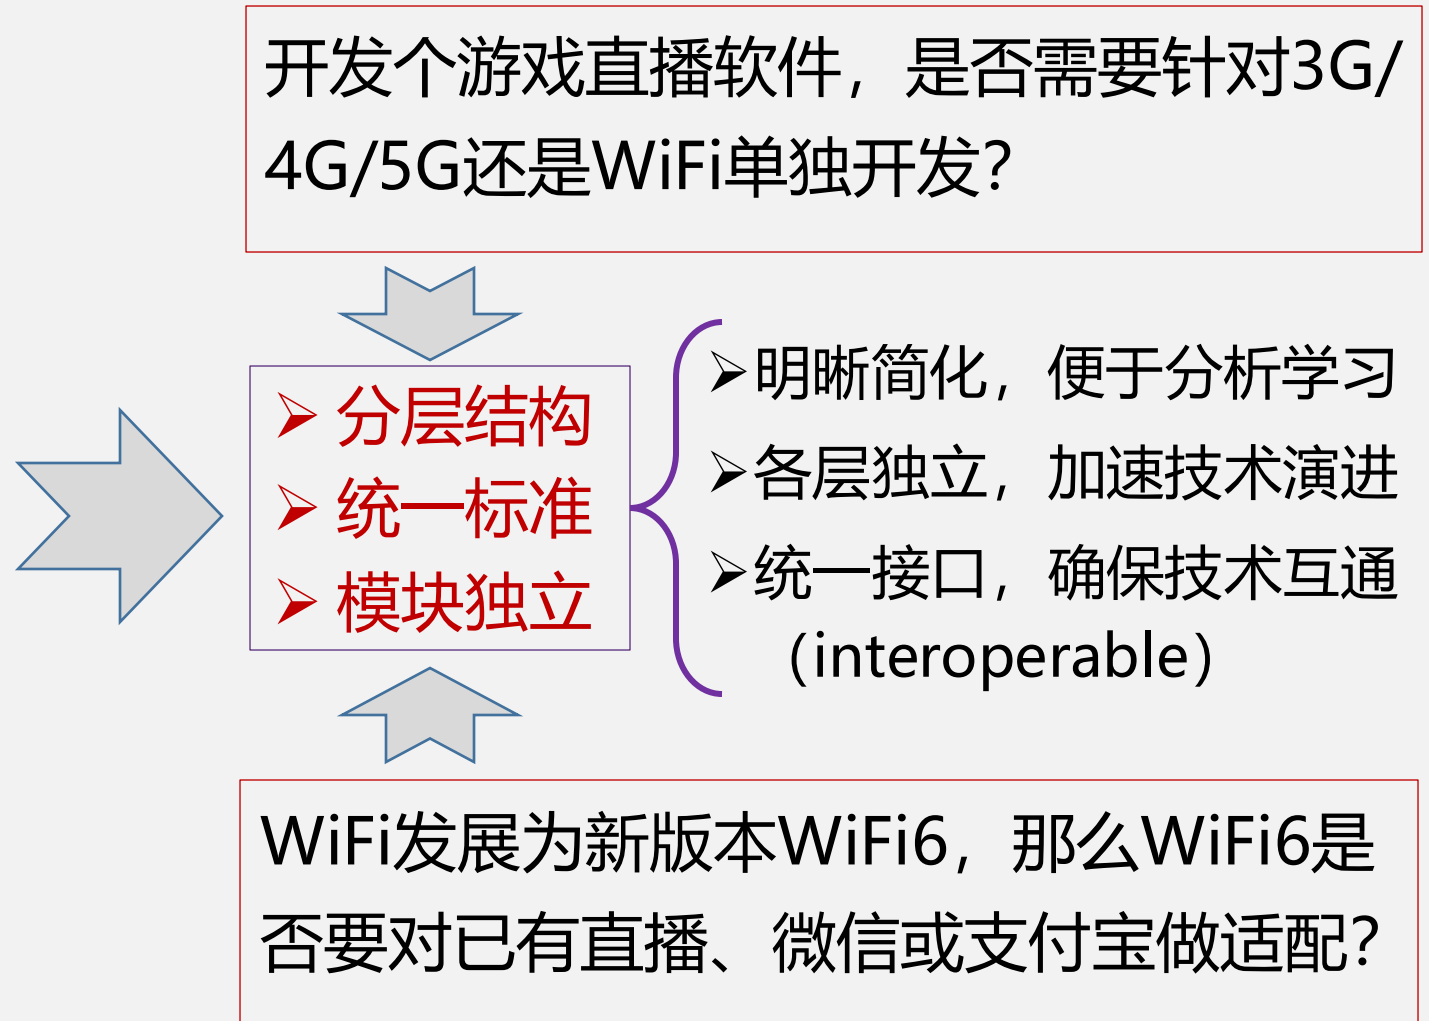 开发个游戏直播软件，是否需要针对3G/
4G/5G还是WiFi单独开发？
分层结构
统一标准
模块独立
明晰简化，便于分析学习
各层独立，加速技术演进
统一接口，确保技术互通
（interoperable）
WiFi发展为新版本WiFi6，那么WiFi6是
否要对已有直播、微信或支付宝做适配？